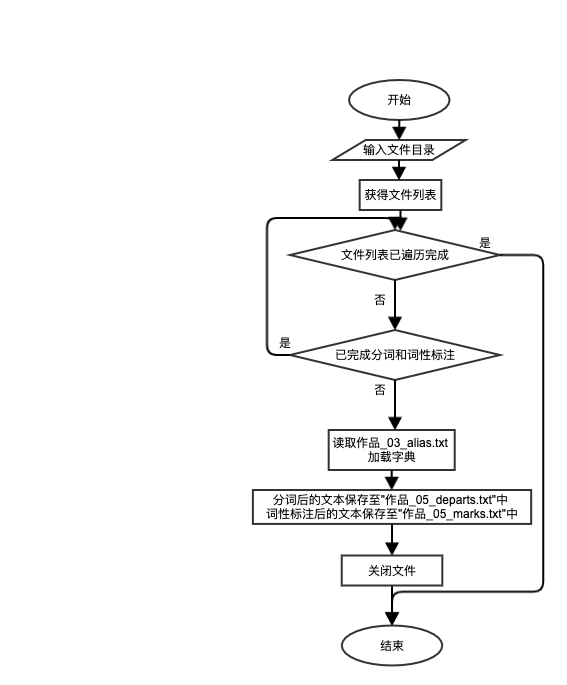 开始
输入文件目录
获得文件列表
是
文件列表已遍历完成
否
是
已完成分词和词性标注
否
读取作品_03_alias.txt
加载字典
分词后的文本保存至"作品_05_departs.txt"中
词性标注后的文本保存至"作品_05_marks.txt"中
关闭文件
结束